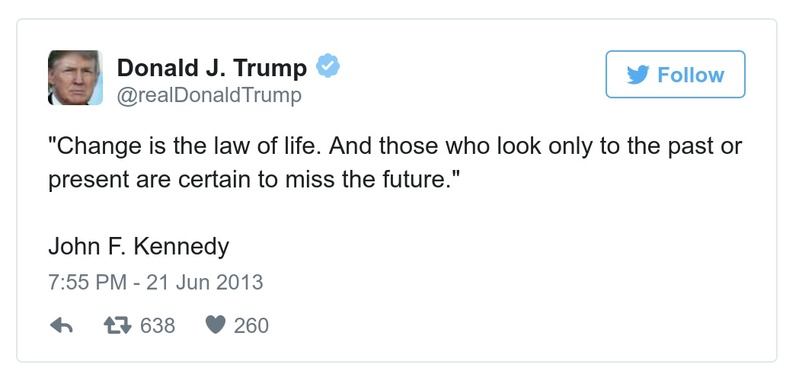 Donald J. Trump
@realDonaldTrump
Follow
"Change is the law of life. And those who look only to the past or
present are certain to miss the future."
John F. Kennedy
7:55 PM - 21 Jun 2013
638 260